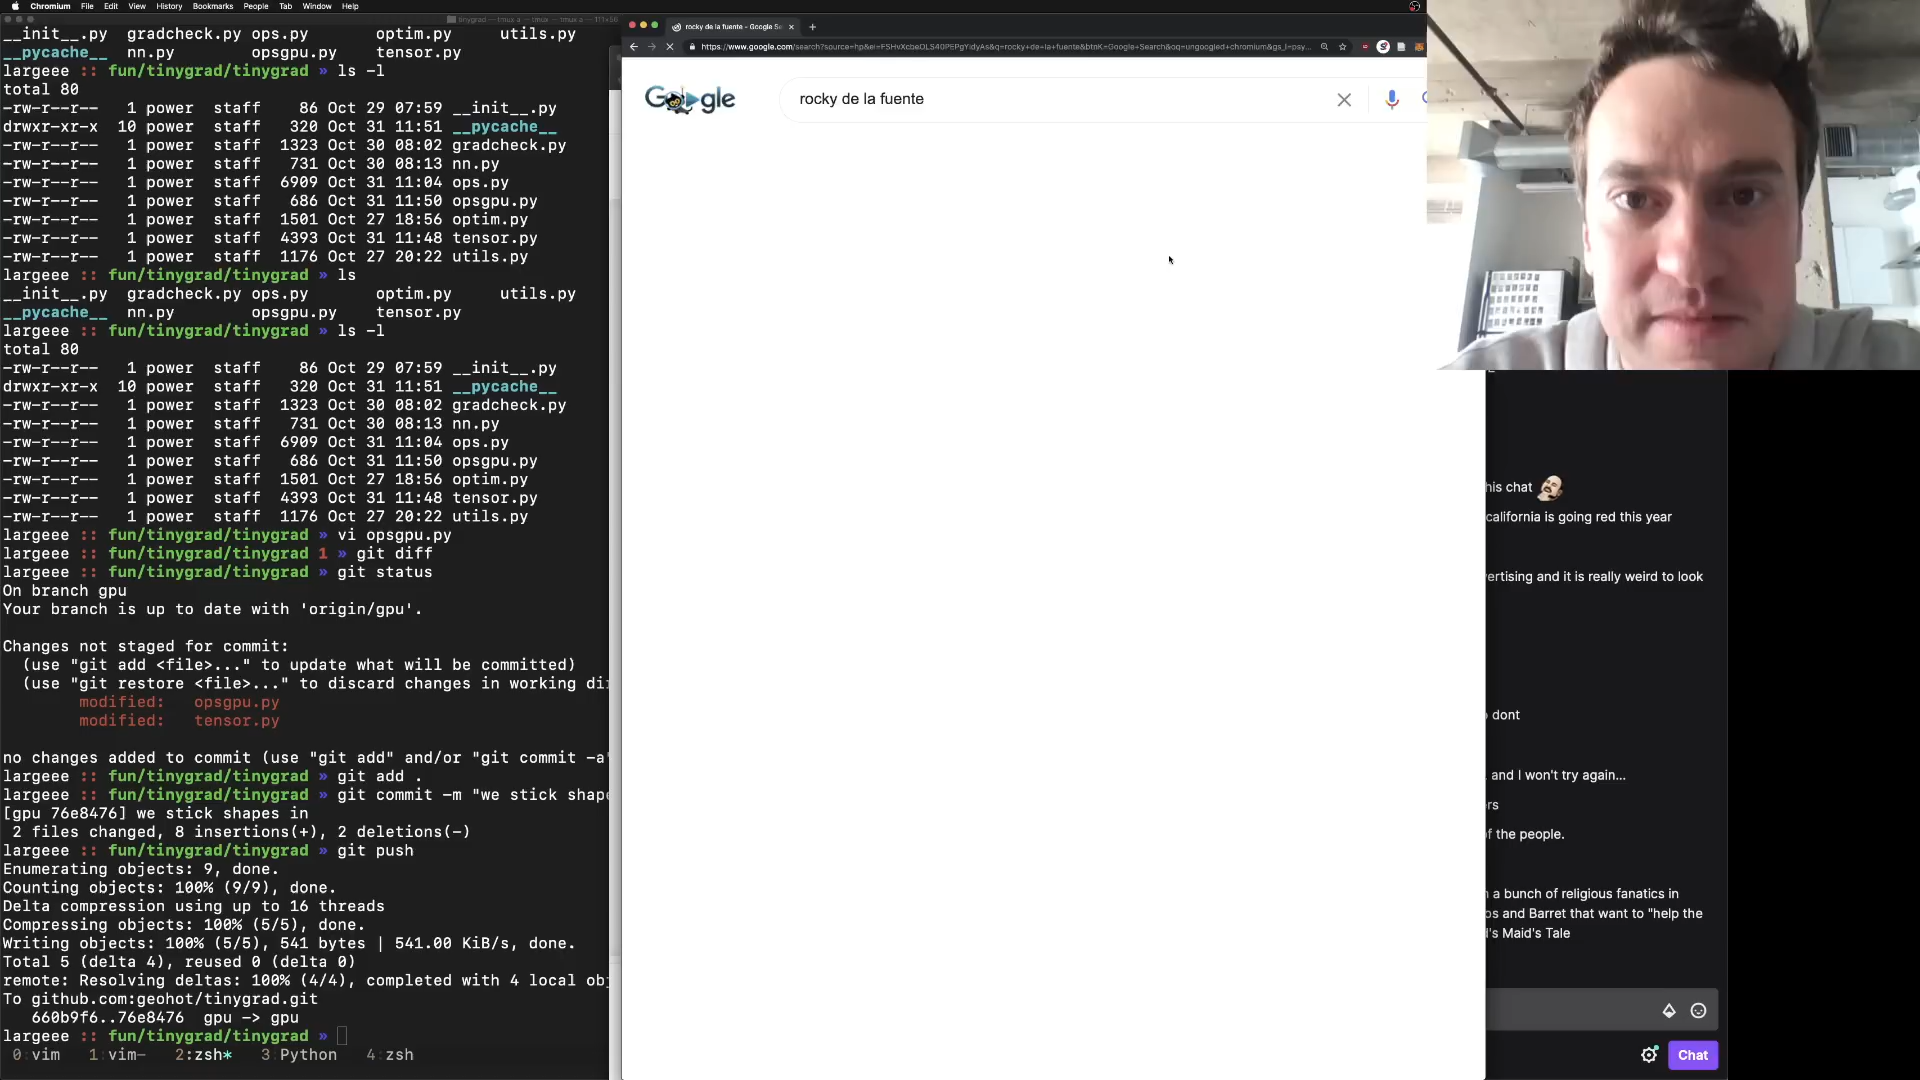 Chromium File Edit View History Bookmarks People Tab Window Help
tinygrad — tmux a — tmux — tmux a — 111×56
__init__.py gradcheck.py ops.py optim.py utils.py
__pycache__ nn.py opsgpu.py tensor.py
largeee :: fun/tinygrad/tinygrad » ls -l
total 80
-rw-r--r-- 1 power staff 86 Oct 29 07:59 __init__.py
drwxr-xr-x 10 power staff 320 Oct 31 11:51 __pycache__
-rw-r--r-- 1 power staff 1323 Oct 30 08:02 gradcheck.py
-rw-r--r-- 1 power staff 731 Oct 30 08:13 nn.py
-rw-r--r-- 1 power staff 6909 Oct 31 11:04 ops.py
-rw-r--r-- 1 power staff 686 Oct 31 11:50 opsgpu.py
-rw-r--r-- 1 power staff 1501 Oct 27 18:56 optim.py
-rw-r--r-- 1 power staff 4393 Oct 31 11:48 tensor.py
-rw-r--r-- 1 power staff 1176 Oct 27 20:22 utils.py
largeee :: fun/tinygrad/tinygrad » ls
__init__.py gradcheck.py ops.py optim.py utils.py
__pycache__ nn.py opsgpu.py tensor.py
largeee :: fun/tinygrad/tinygrad » ls -l
total 80
-rw-r--r-- 1 power staff 86 Oct 29 07:59 __init__.py
drwxr-xr-x 10 power staff 320 Oct 31 11:51 __pycache__
-rw-r--r-- 1 power staff 1323 Oct 30 08:02 gradcheck.py
-rw-r--r-- 1 power staff 731 Oct 30 08:13 nn.py
-rw-r--r-- 1 power staff 6909 Oct 31 11:04 ops.py
-rw-r--r-- 1 power staff 686 Oct 31 11:50 opsgpu.py
-rw-r--r-- 1 power staff 1501 Oct 27 18:56 optim.py
-rw-r--r-- 1 power staff 4393 Oct 31 11:48 tensor.py
-rw-r--r-- 1 power staff 1176 Oct 27 20:22 utils.py
largeee :: fun/tinygrad/tinygrad » vi opsgpu.py
largeee :: fun/tinygrad/tinygrad 1 » git diff
largeee :: fun/tinygrad/tinygrad » git status
On branch gpu
Your branch is up to date with 'origin/gpu'.
Changes not staged for commit:
(use "git add <file>..." to update what will be committed)
(use "git restore <file>..." to discard changes in working di
modified: opsgpu.py
modified: tensor.py
no changes added to commit (use "git add" and/or "git commit -a"
largeee :: fun/tinygrad/tinygrad » git add .
largeee :: fun/tinygrad/tinygrad » git commit -m "we stick shape
[gpu 76e8476] we stick shapes in
2 files changed, 8 insertions(+), 2 deletions(-)
largeee :: fun/tinygrad/tinygrad » git push
Enumerating objects: 9, done.
Counting objects: 100% (9/9), done.
Delta compression using up to 16 threads
Compressing objects: 100% (5/5), done.
Writing objects: 100% (5/5), 541 bytes | 541.00 KiB/s, done.
Total 5 (delta 4), reused 0 (delta 0)
remote: Resolving deltas: 100% (4/4), completed with 4 local obj
To github.com:geohot/tinygrad.git
660b9f6..76e8476 gpu -> gpu
largeee :: fun/tinygrad/tinygrad »
0 vim 1 vim- 2:zsh* 3 Python 4 zsh
rocky de la fuente - Google Se
Google
rocky de la fuente
his chat
california is going red this year
vertising and it is really weird to look
dont
and I won't try again...
rs
of the people.
a bunch of religious fanatics in
os and Barret that want to "help the
d's Maid's Tale
Chat